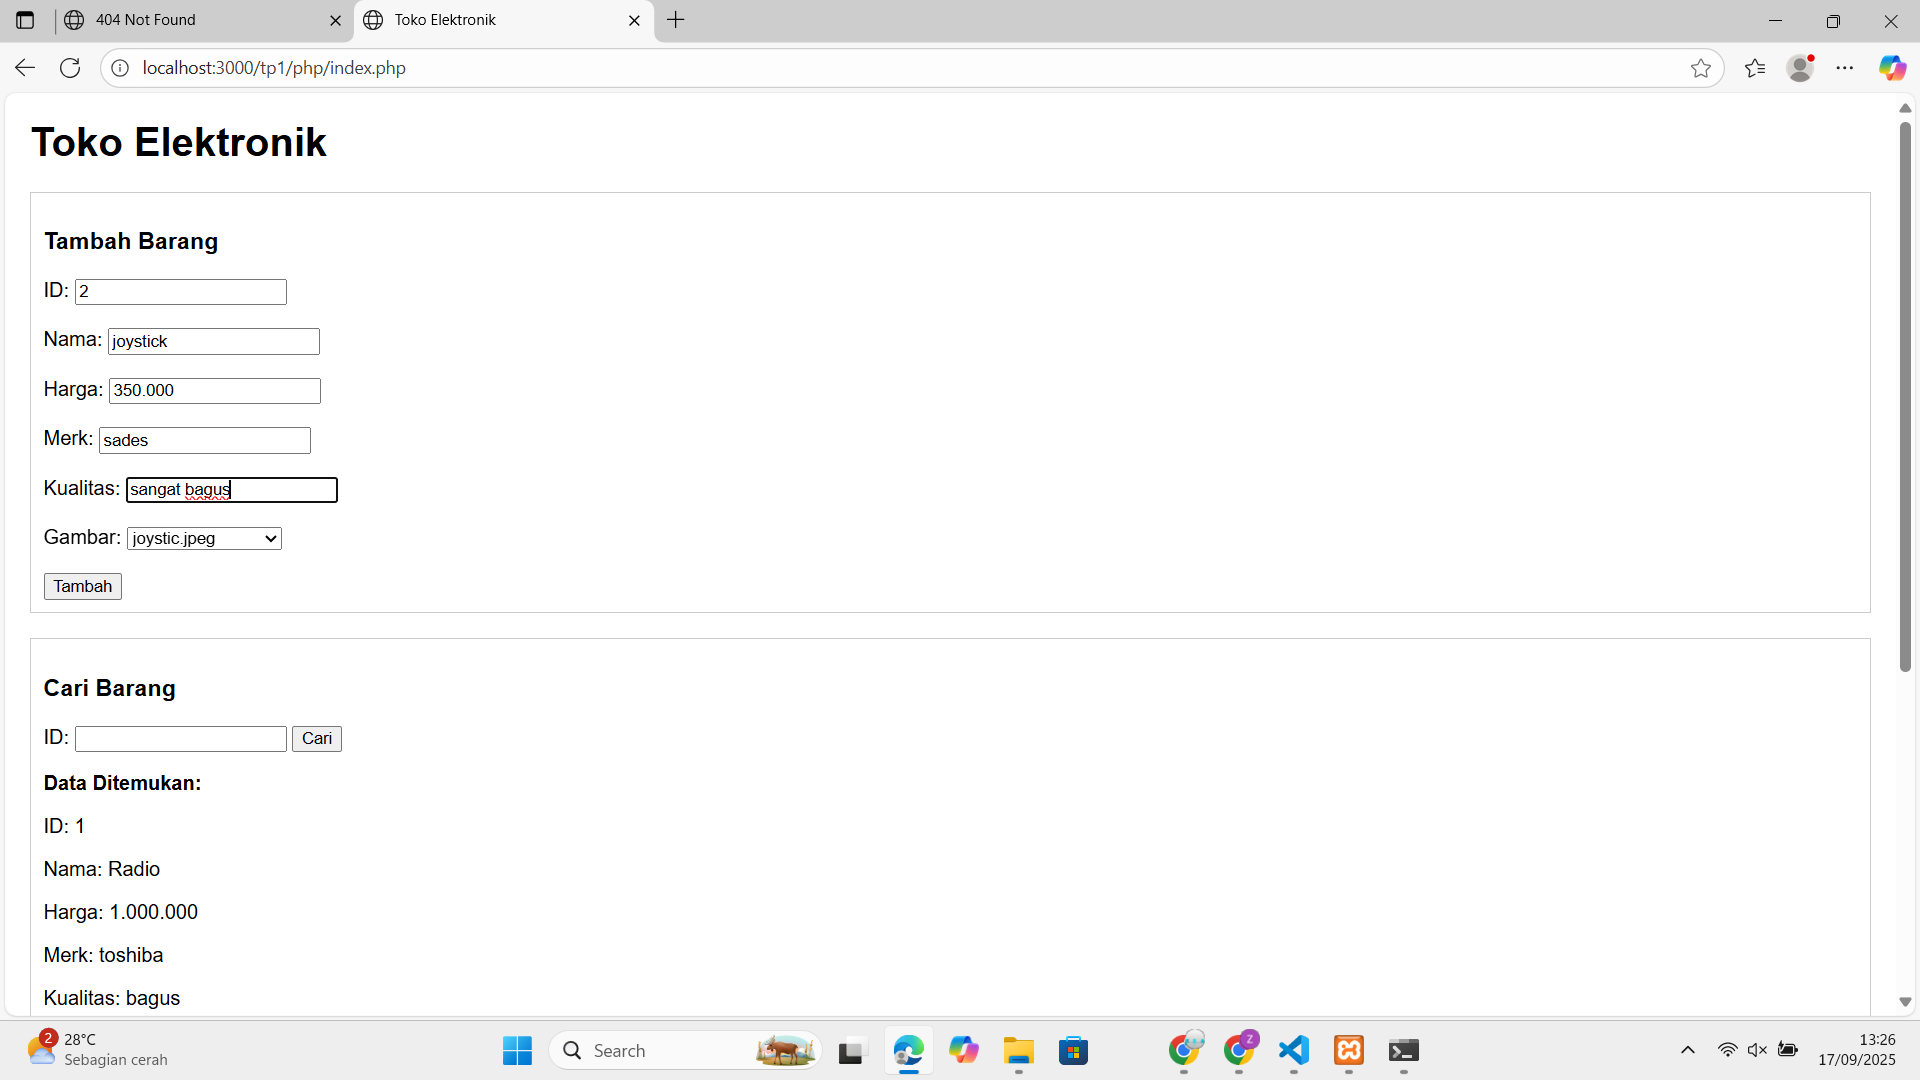 404 Not Found
Toko Elektronik
localhost:3000/tp1/php/index.php
Toko Elektronik
Tambah Barang
ID: 2
Nama: joystick
Harga: 350.000
Merk: sades
Kualitas: sangat bagus
Gambar: joystic.jpeg
Tambah
Cari Barang
ID: Cari
Data Ditemukan:
ID: 1
Nama: Radio
Harga: 1.000.000
Merk: toshiba
Kualitas: bagus
2 28°C
Sebagian cerah
Search
Z
13:26
17/09/2025